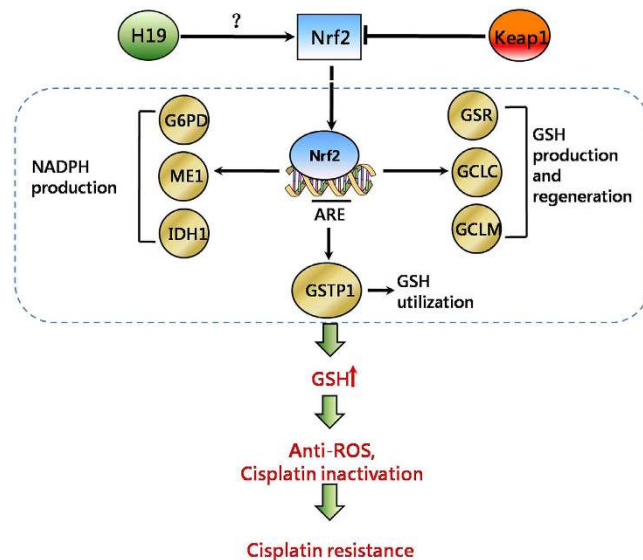 H19
?
Nrf2
Keap1
G6PD
GSR
NADPH
production
ME1
Nrf2
GCLC
GSH
production
and
regeneration
ARE
IDH1
GCLM
GSTP1
GSH
utilization
GSH↑
Anti-ROS,
Cisplatin inactivation
Cisplatin resistance